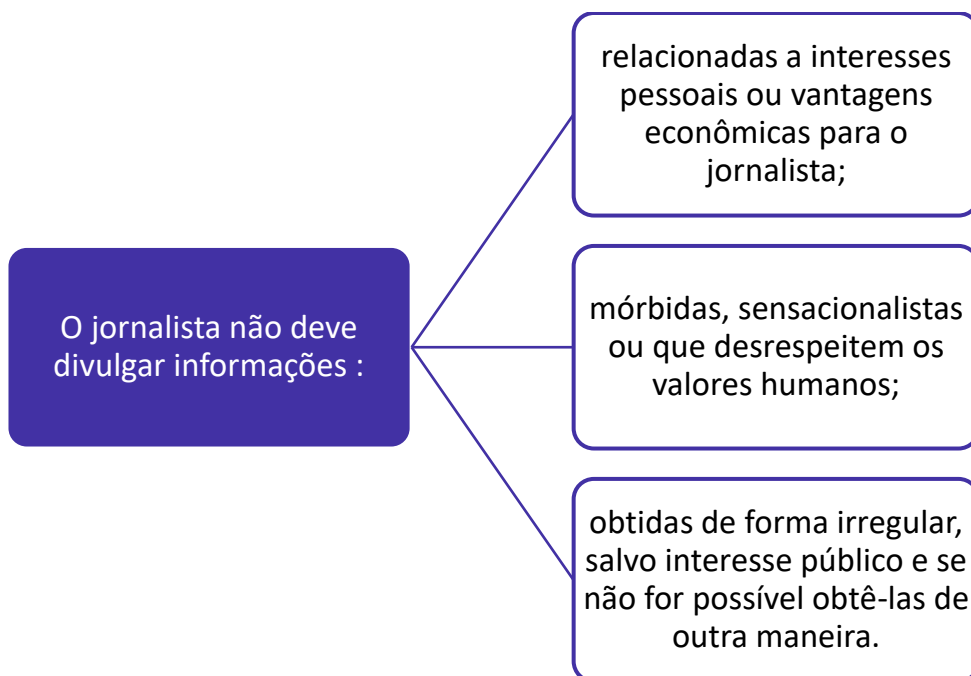 relacionadas a interesses
pessoais ou vantagens
econômicas para o
jornalista;
O jornalista não deve
divulgar informações :
mórbidas, sensacionalistas
ou que desrespeitem os
valores humanos;
obtidas de forma irregular,
salvo interesse público e se
não for possível obtê-las de
outra maneira.